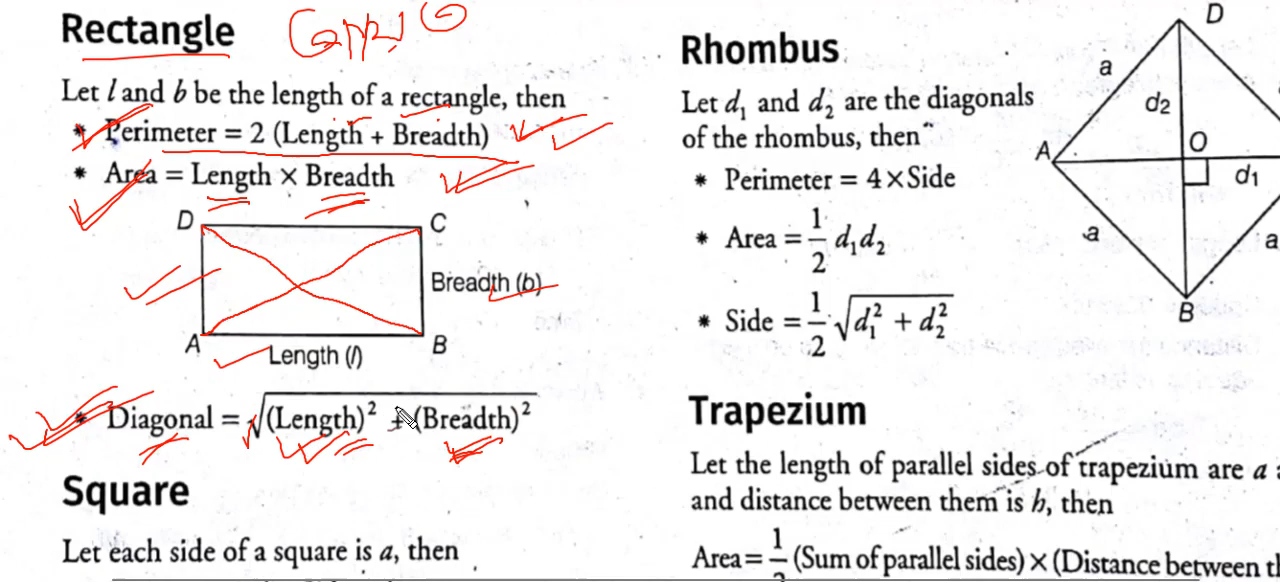 Rectangle
Let l and b be the length of a rectangle, then
* Perimeter = 2 (Length + Breadth)
* Area = Length × Breadth
D
C
Breadth (b)
A
B
Length (l)
* Diagonal = √((Length)² + (Breadth)²)
Square
Let each side of a square is a, then
Rhombus
Let d₁ and d₂ are the diagonals
of the rhombus, then
* Perimeter = 4 × Side
* Area = 1/2 d₁d₂
* Side = 1/2 √(d₁² + d₂²)
D
a
d₂
A
O
d₁
a
a
B
Trapezium
Let the length of parallel sides of trapezium are a
and distance between them is h, then
Area = 1/2 (Sum of parallel sides) × (Distance between